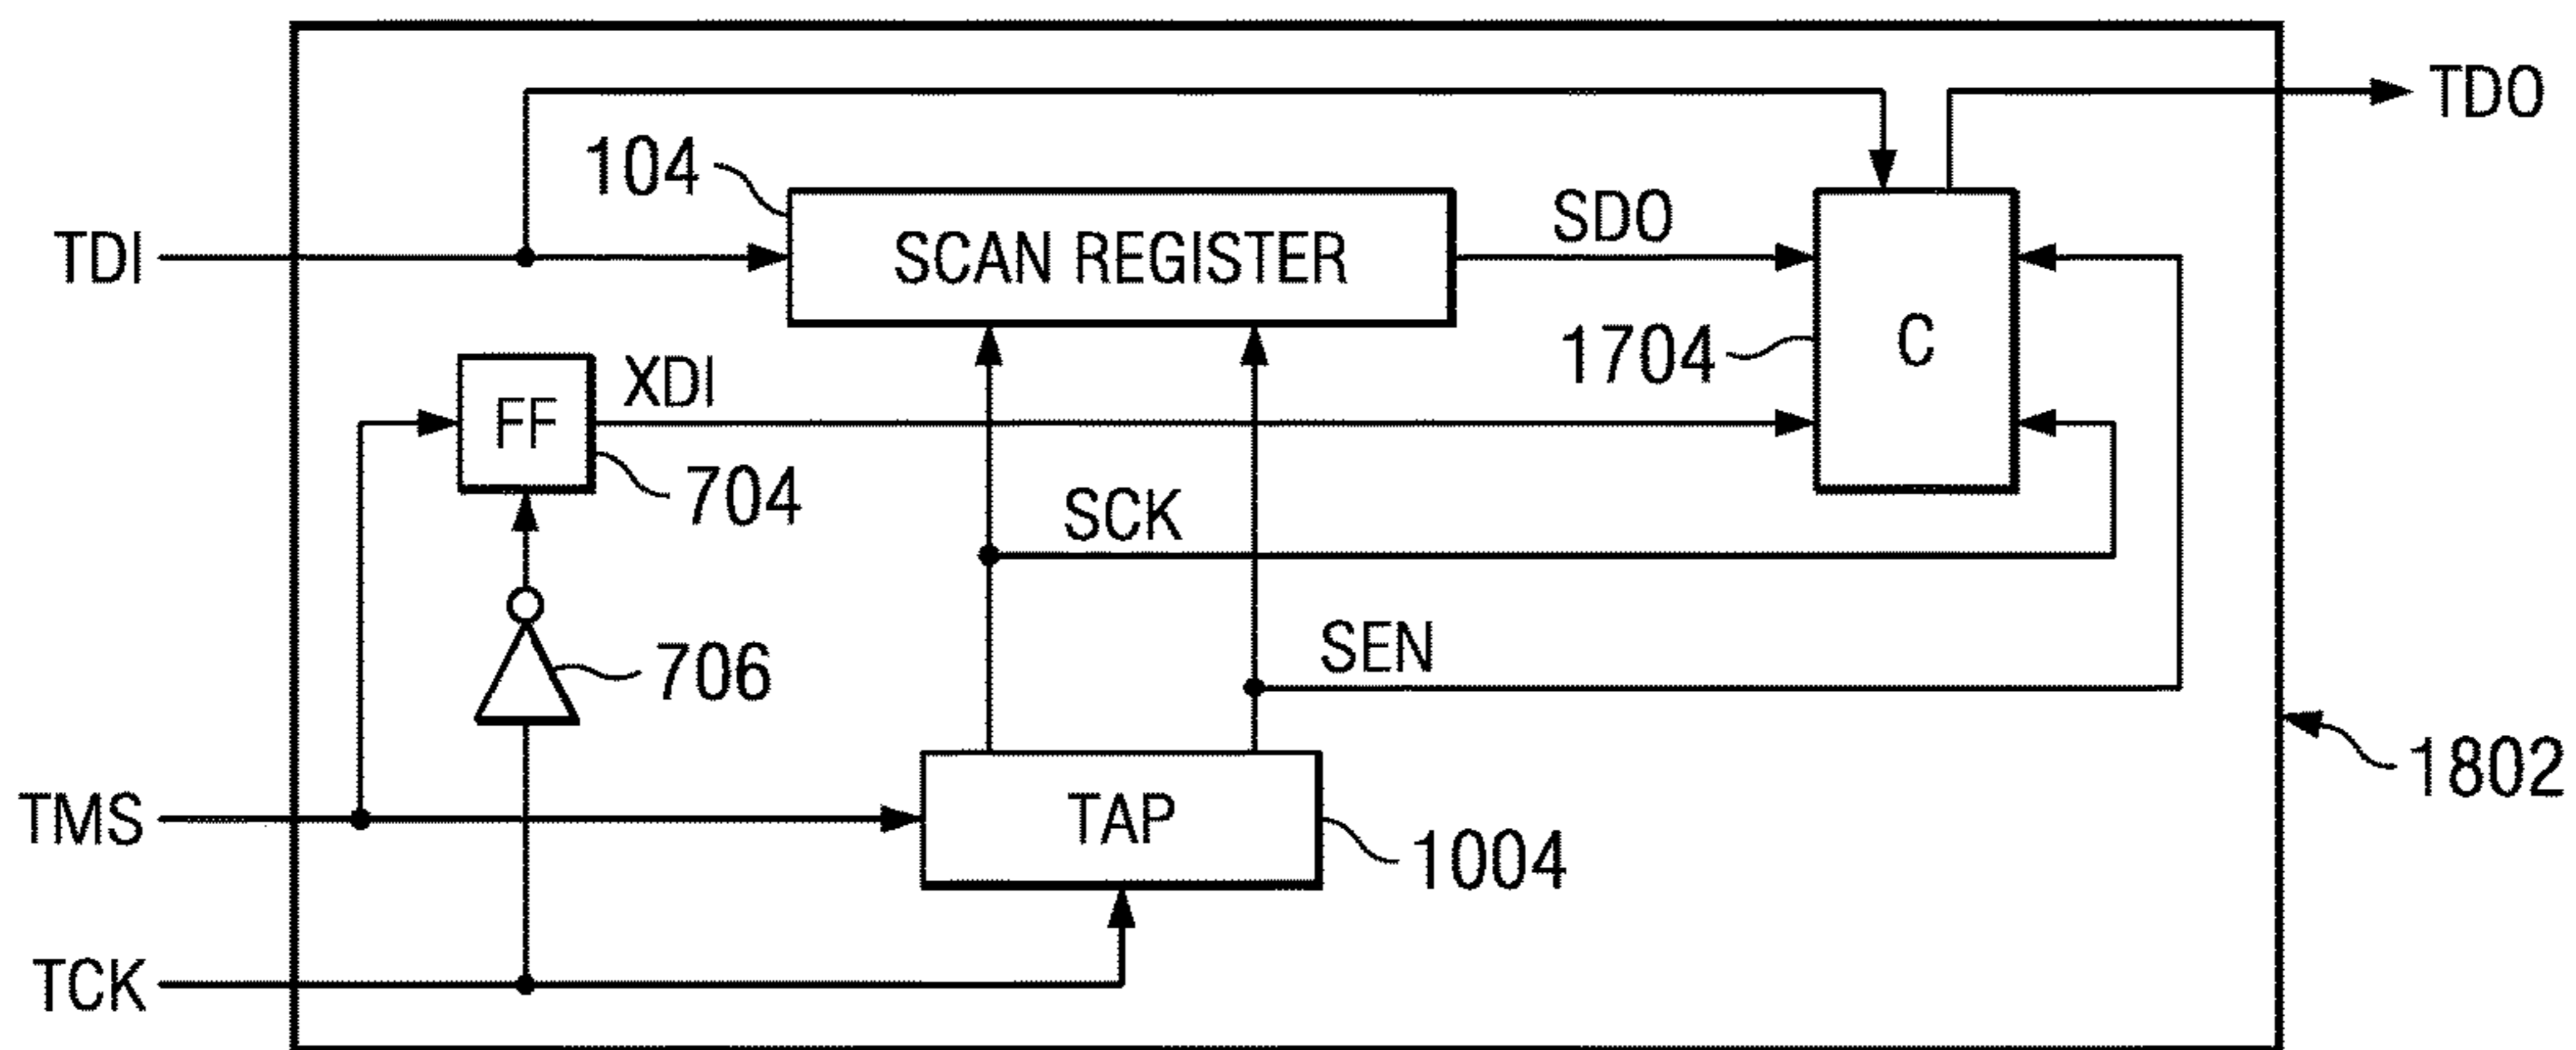 TDO
104
TDI
SCAN REGISTER
SDO
1704
C
FF
XDI
704
SCK
706
SEN
1802
TMS
TAP
1004
TCK